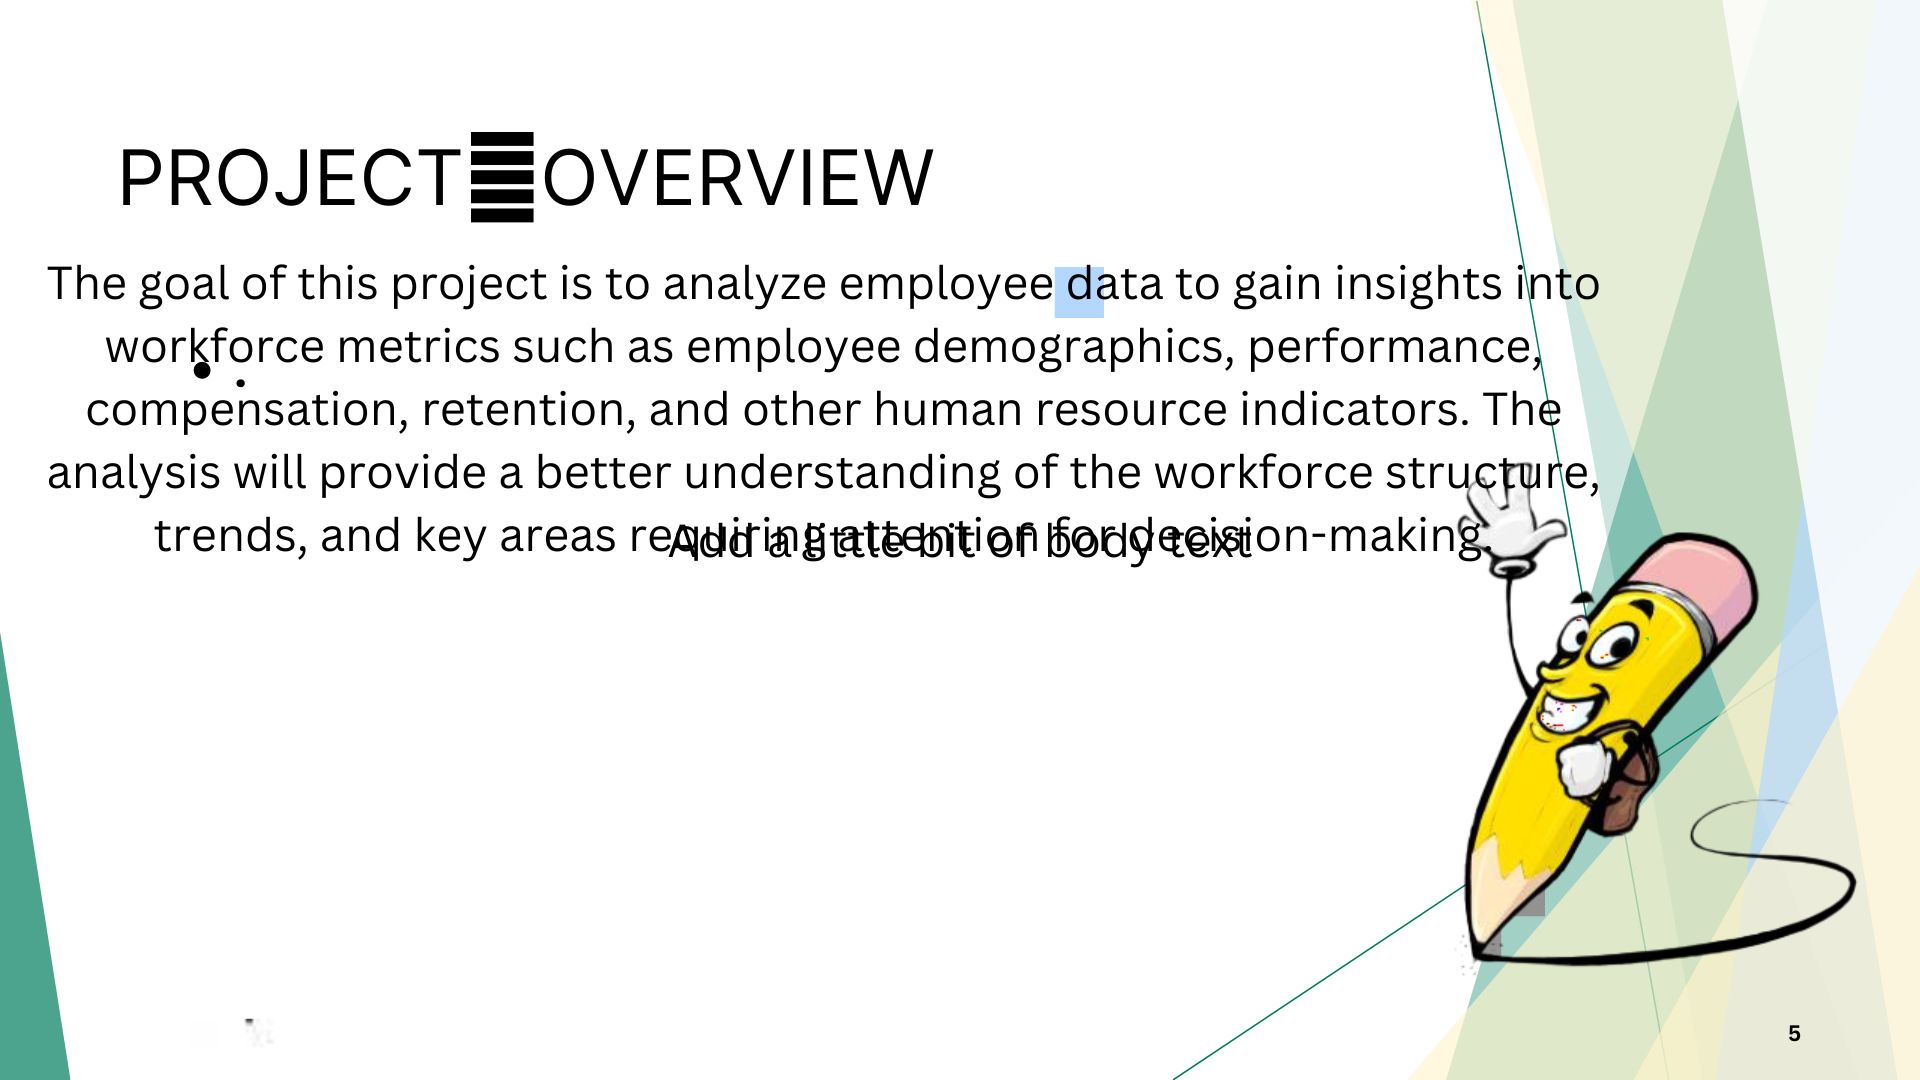 PROJECT OVERVIEW
The goal of this project is to analyze employee data to gain insights into
workforce metrics such as employee demographics, performance,
compensation, retention, and other human resource indicators. The
analysis will provide a better understanding of the workforce structure,
trends, and key areas requiring attention for decision-making.
Add a little bit of body text
5